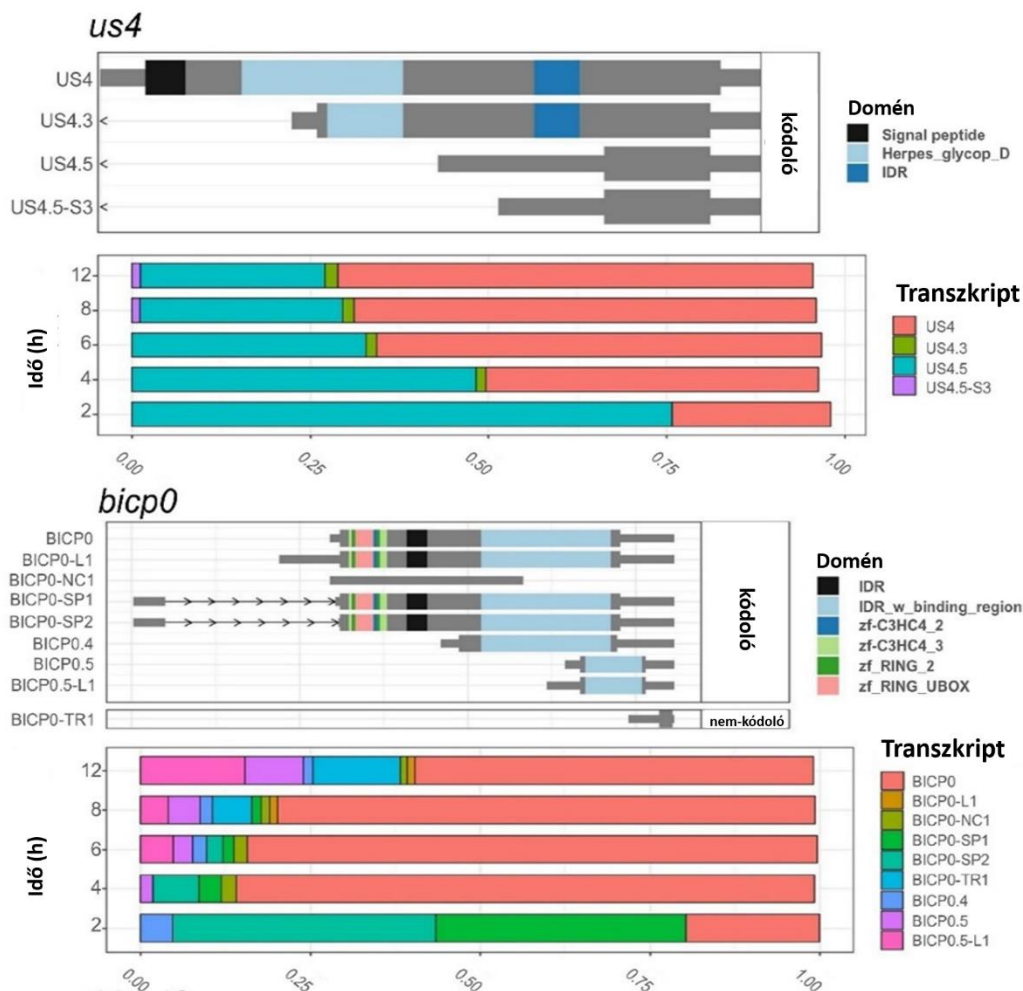 us4
US4
US4.3
US4.5
US4.5-S3
kódoló
Domén
Signal peptide
Herpes_glycop_D
IDR
12
8
6
4
2
Idő (h)
0.00
0.25
0.50
0.75
1.00
Transzkript
US4
US4.3
US4.5
US4.5-S3
bicp0
BICP0
BICP0-L1
BICP0-NC1
BICP0-SP1
BICP0-SP2
BICP0.4
BICP0.5
BICP0.5-L1
BICP0-TR1
kódoló
nem-kódoló
Domén
IDR
IDR_w_binding_region
zf-C3HC4_2
zf-C3HC4_3
zf_RING_2
zf_RING_UBOX
12
8
6
4
2
Idő (h)
0.00
0.25
0.50
0.75
1.00
Transzkript
BICP0
BICP0-L1
BICP0-NC1
BICP0-SP1
BICP0-SP2
BICP0-TR1
BICP0.4
BICP0.5
BICP0.5-L1